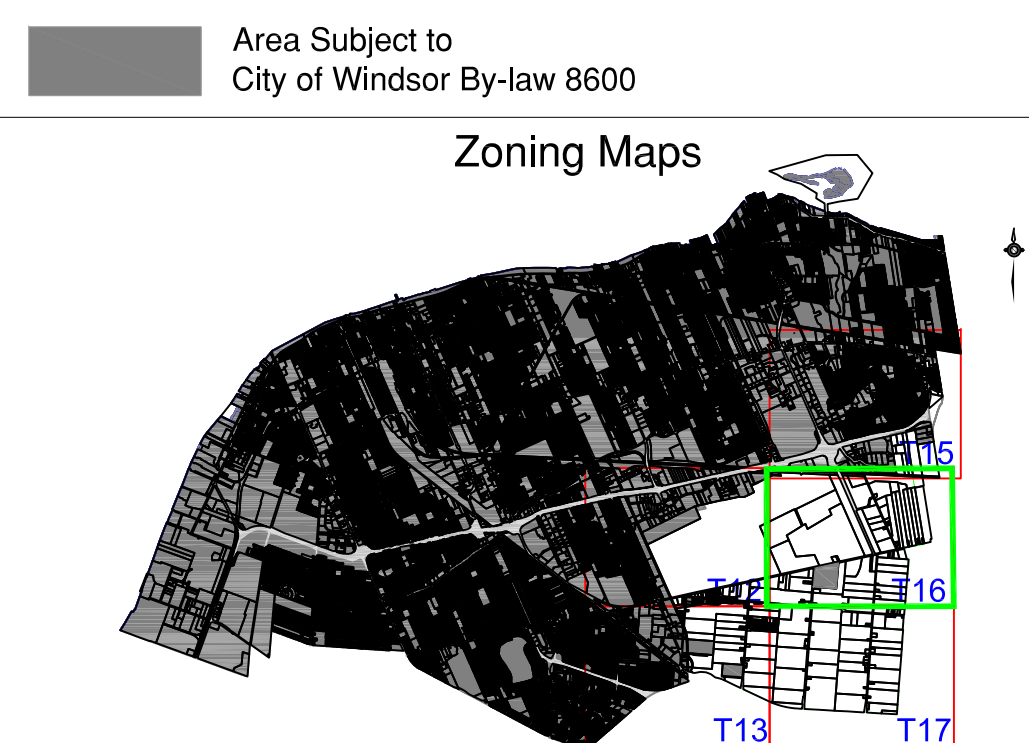 Area Subject to
City of Windsor By-law 8600
Zoning Maps
T15
T12
T16
T13
T17